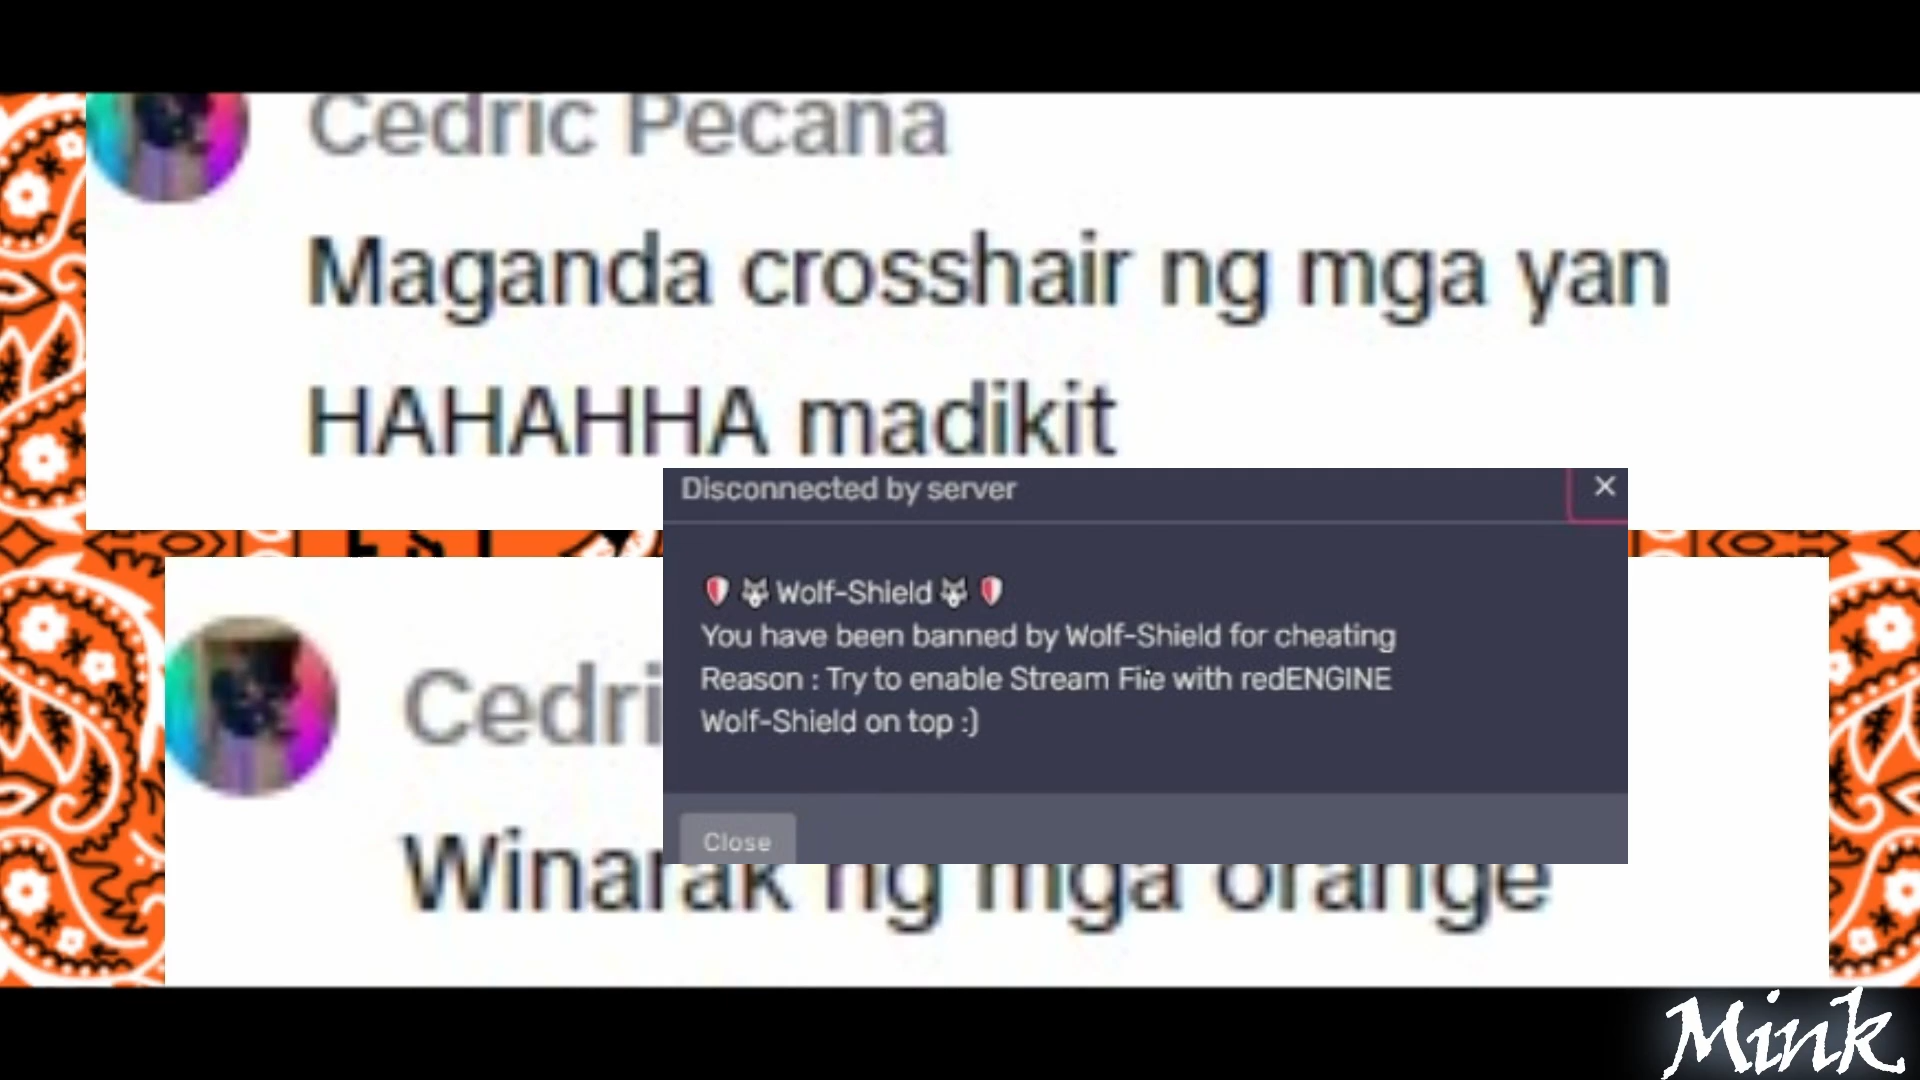 Cedric Pecaña
Maganda crosshair ng mga yan
HAHAHHA madikit
Disconnected by server
Wolf-Shield
You have been banned by Wolf-Shield for cheating
Reason : Try to enable Stream File with redENGINE
Wolf-Shield on top :)
Close
Cedri
Winarak ng mga orange
Mink